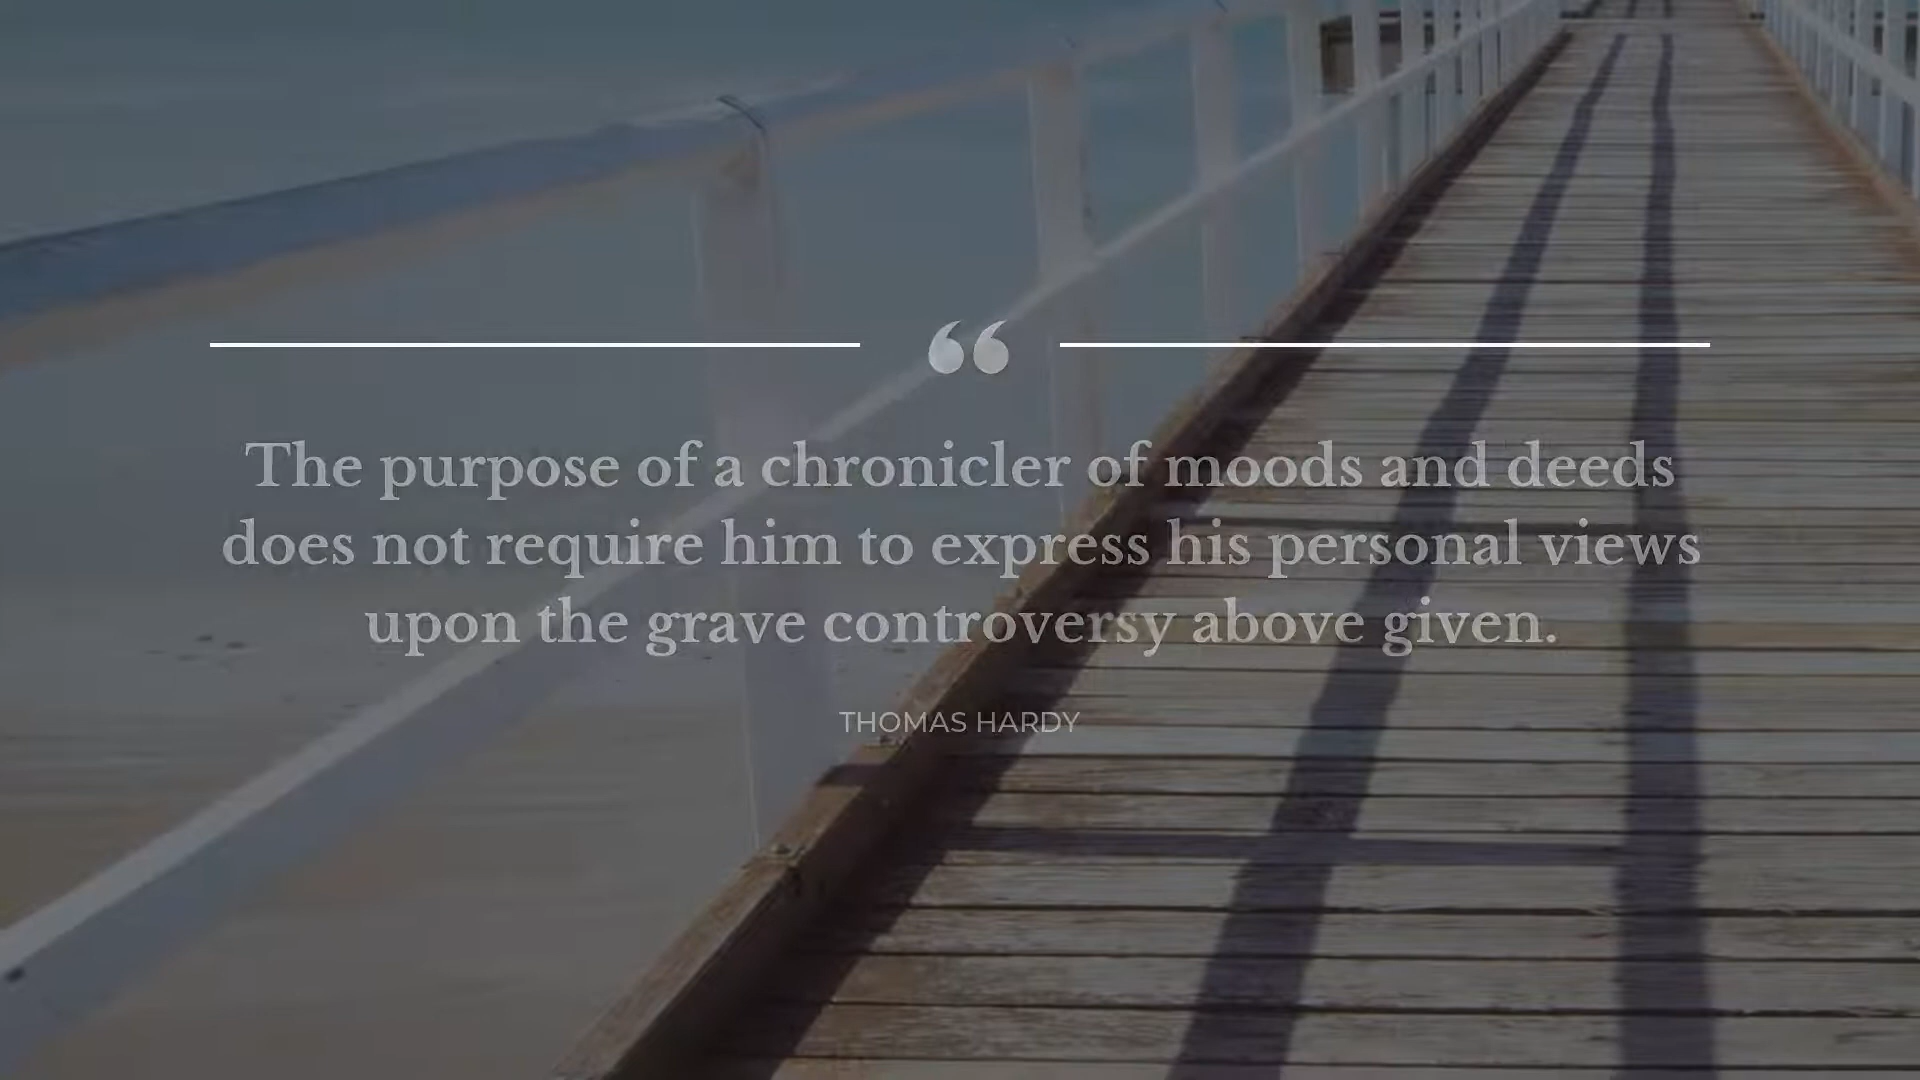 “
The purpose of a chronicler of moods and deeds
does not require him to express his personal views
upon the grave controversy above given.
THOMAS HARDY